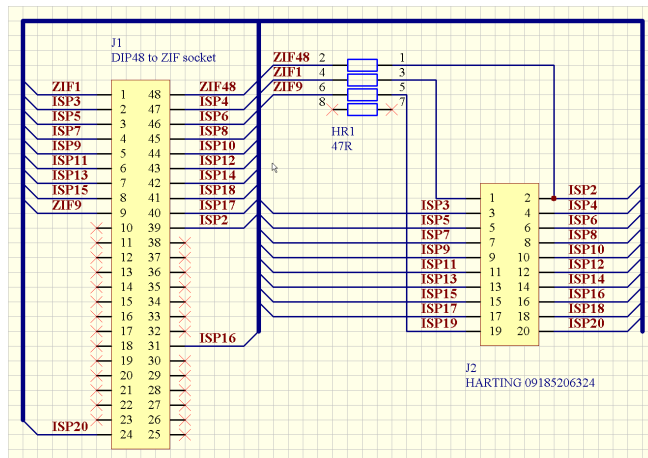 J1
DIP48 to ZIF socket
ZIF1 1 48 ZIF48
ISP3 2 47 ISP4
ISP5 3 46 ISP6
ISP7 4 45 ISP8
ISP9 5 44 ISP10
ISP11 6 43 ISP12
ISP13 7 42 ISP14
ISP15 8 41 ISP18
ZIF9 9 40 ISP17
10 39 ISP2
11 38
12 37
13 36
14 35
15 34
16 33
17 32
18 31 ISP16
19 30
20 29
21 28
22 27
23 26
ISP20 24 25
ZIF48 2 1
ZIF1 4 3
ZIF9 6 5
8 7
HR1
47R
1 2 ISP2
ISP3 3 4 ISP4
ISP5 5 6 ISP6
ISP7 7 8 ISP8
ISP9 9 10 ISP10
ISP11 11 12 ISP12
ISP13 13 14 ISP14
ISP15 15 16 ISP16
ISP17 17 18 ISP18
ISP19 19 20 ISP20
J2
HARTING 09185206324